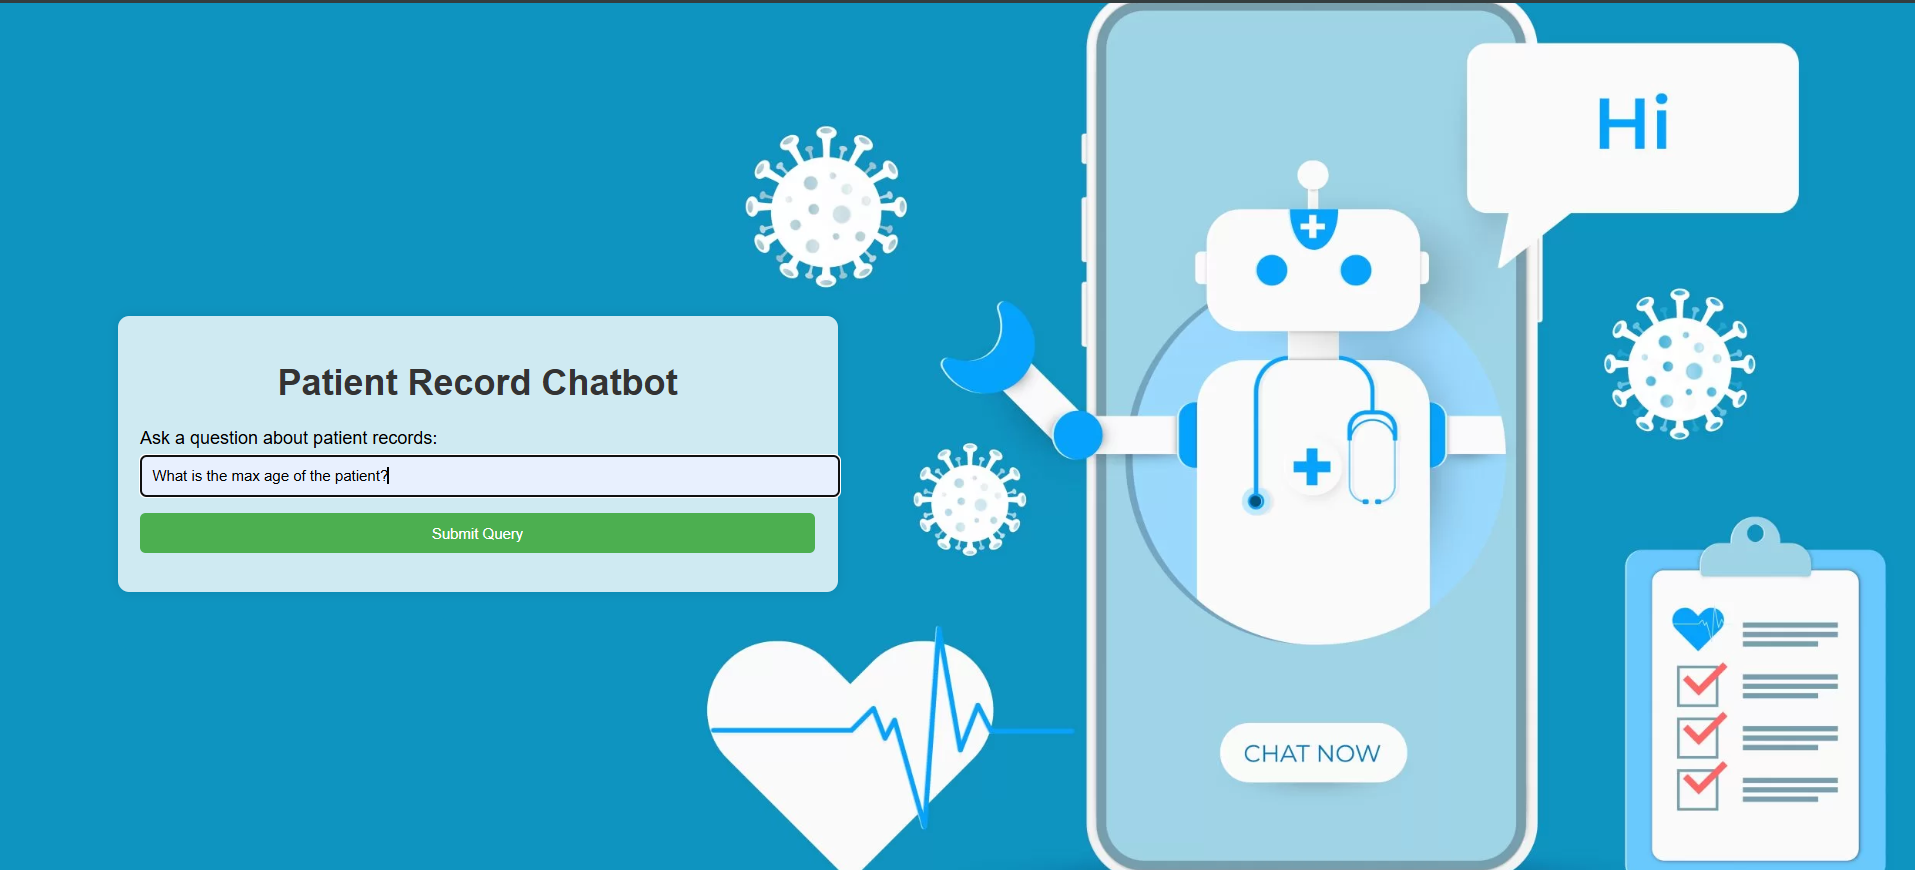 Hi
Patient Record Chatbot
Ask a question about patient records:
What is the max age of the patient?
Submit Query
CHAT NOW